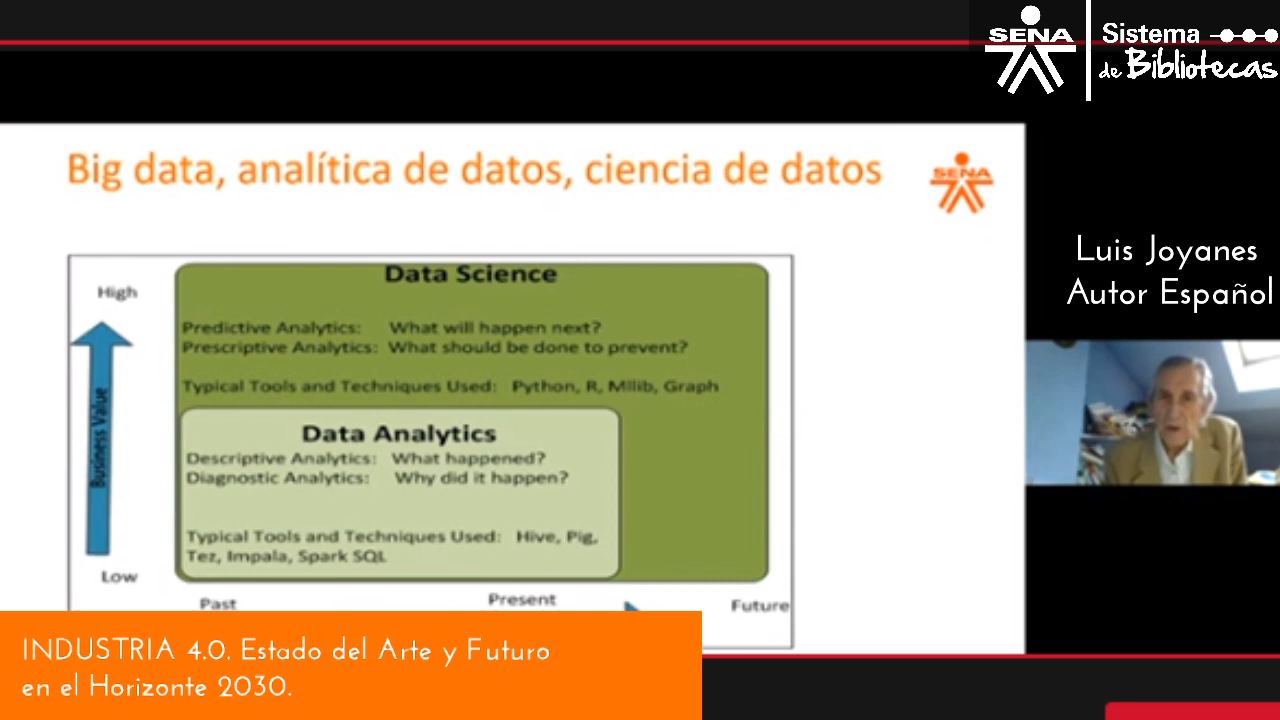 SENA
Sistema
de Bibliotecas
Big data, analítica de datos, ciencia de datos
SENA
Luis Joyanes
Autor Español
Data Science
High
Predictive Analytics: What will happen next?
Prescriptive Analytics: What should be done to prevent?
Typical Tools and Techniques Used: Python, R, Mllib, Graph
Business Value
Data Analytics
Descriptive Analytics: What happened?
Diagnostic Analytics: Why did it happen?
Typical Tools and Techniques Used: Hive, Pig,
Tez, Impala, Spark SQL
Low
Past
Present
Future
INDUSTRIA 4.0. Estado del Arte y Futuro
en el Horizonte 2030.